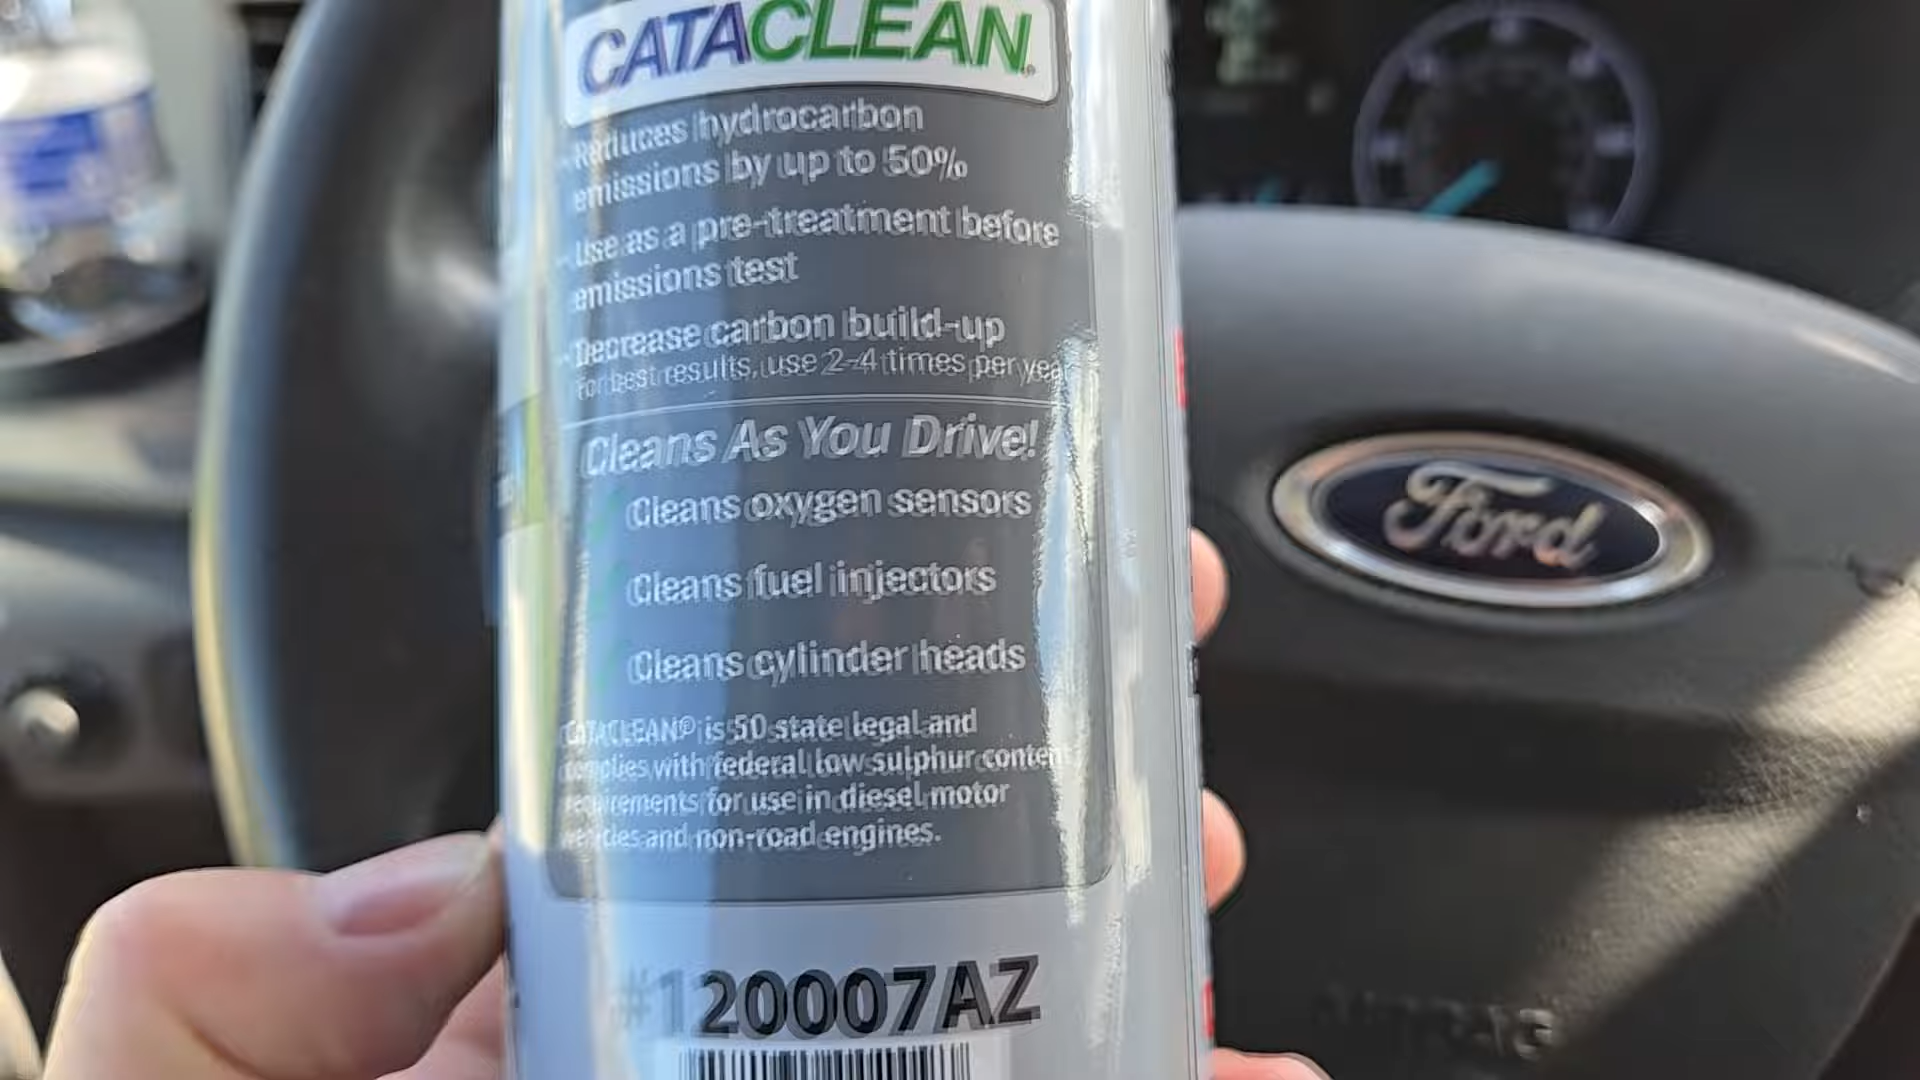 CATACLEAN®
Reduces hydrocarbon
emissions by up to 50%
Use as a pre-treatment before
emissions test
Decrease carbon build-up
For best results, use 2-4 times per year
Cleans As You Drive!
Cleans oxygen sensors
Cleans fuel injectors
Cleans cylinder heads
CATACLEAN® is 50 state legal and
complies with federal low sulphur content
requirements for use in diesel motor
vehicles and non-road engines.
#120007AZ
Ford